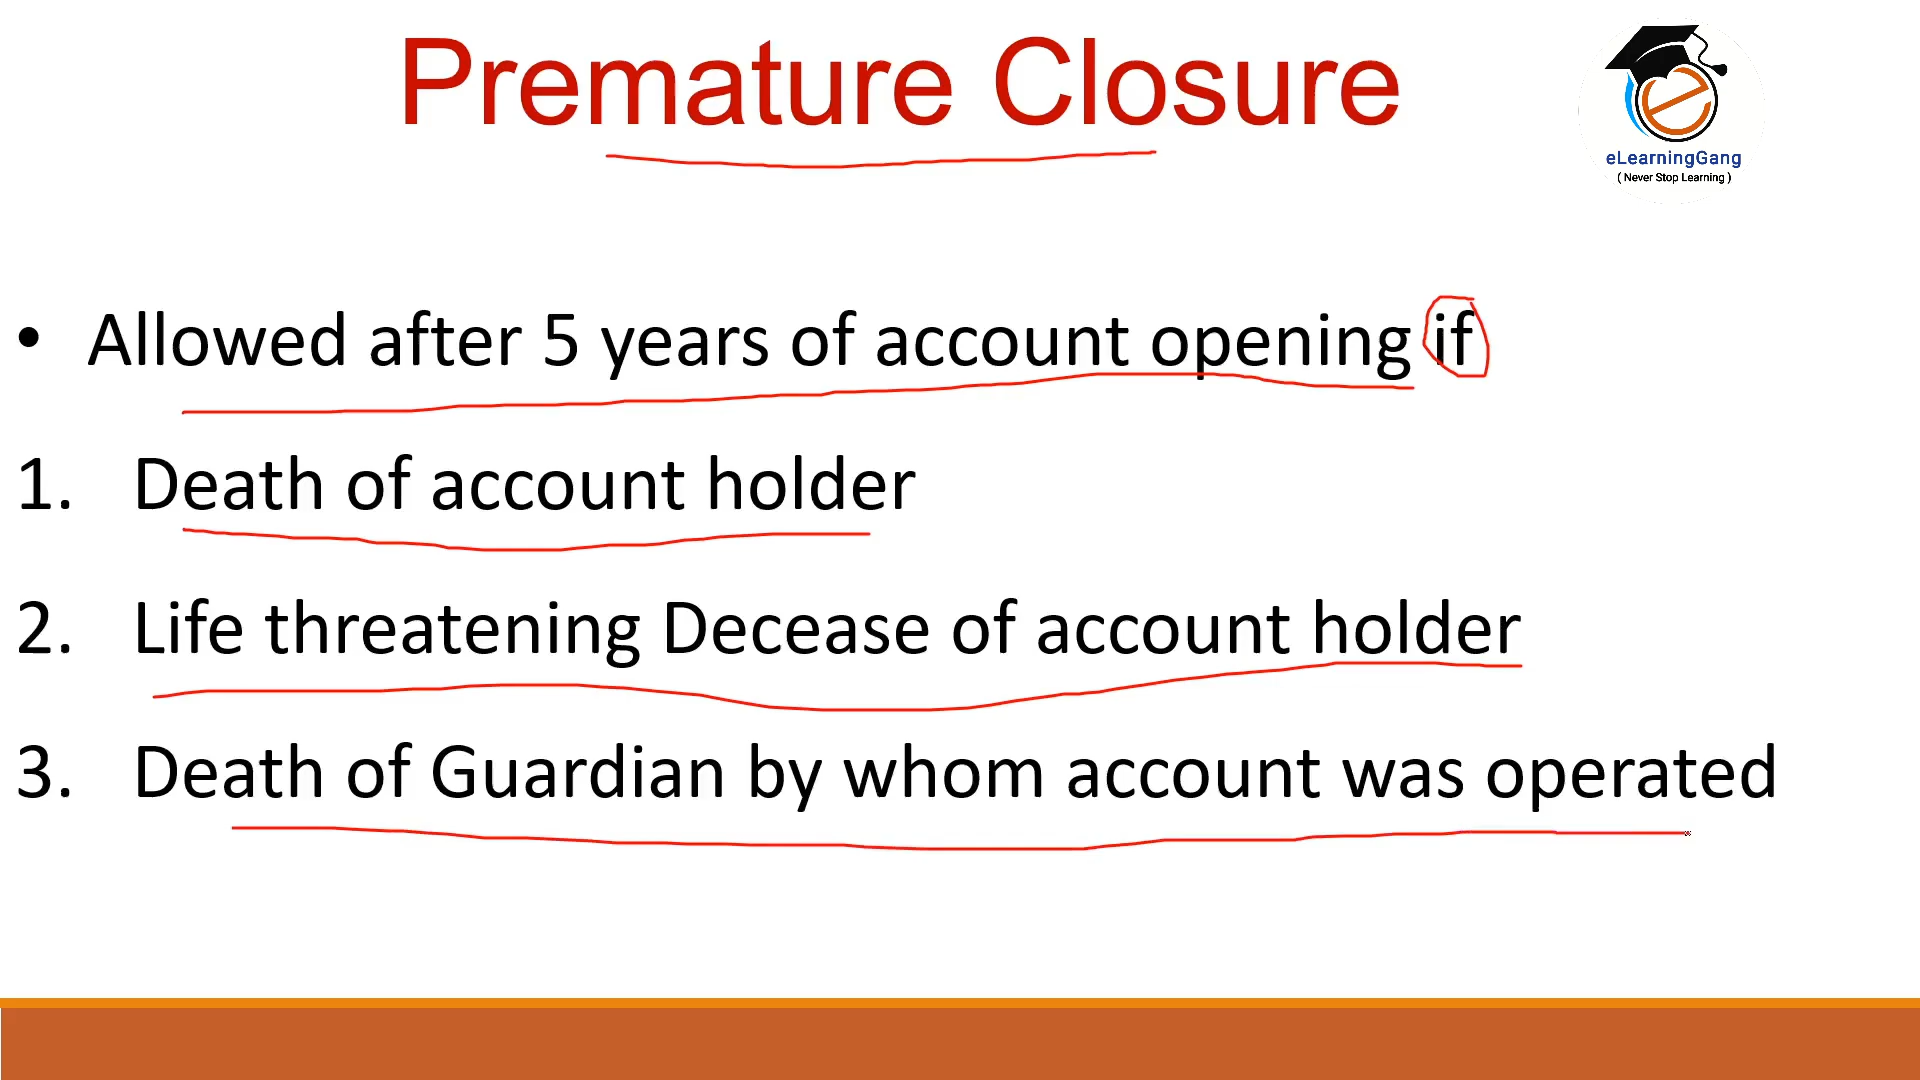 Premature Closure
eLearningGang
( Never Stop Learning )
• Allowed after 5 years of account opening if
1. Death of account holder
2. Life threatening Decease of account holder
3. Death of Guardian by whom account was operated